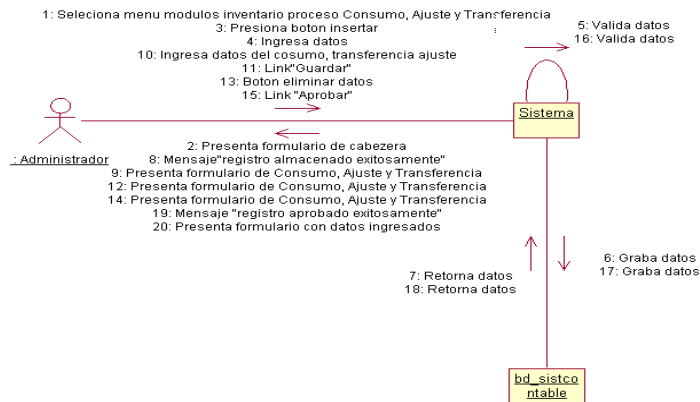 1: Seleciona menu modulos inventario proceso Consumo, Ajuste y Transferencia
3: Presiona boton insertar
4: Ingresa datos
10: Ingresa datos del cosumo, transferencia ajuste
11: Link"Guardar"
13: Boton eliminar datos
15: Link"Aprobar"
5: Valida datos
16: Valida datos
Sistema
: Administrador
2: Presenta formulario de cabezera
8: Mensaje"registro almacenado exitosamente"
9: Presenta formulario de Consumo, Ajuste y Transferencia
12: Presenta formulario de Consumo, Ajuste y Transferencia
14: Presenta formulario de Consumo, Ajuste y Transferencia
19: Mensaje "registro aprobado exitosamente"
20: Presenta formulario con datos ingresados
7: Retorna datos
18: Retorna datos
6: Graba datos
17: Graba datos
bd_sistco
ntable